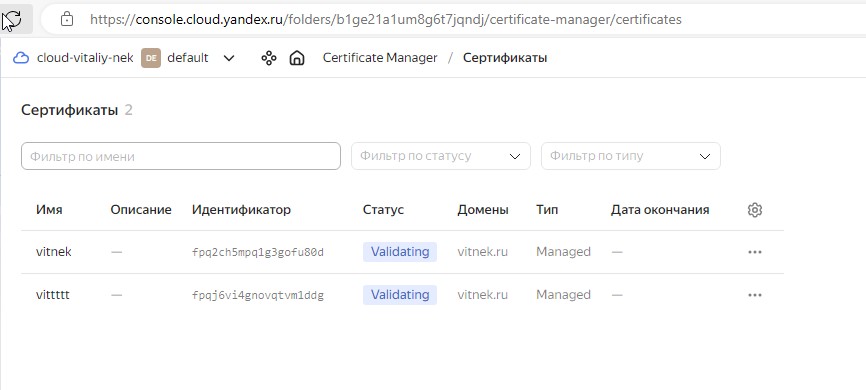 https://console.cloud.yandex.ru/folders/b1ge21a1um8g6t7jqndj/certificate-manager/certificates
cloud-vitaliy-nek DE default Certificate Manager / Сертификаты
Сертификаты 2
Фильтр по имени Фильтр по статусу Фильтр по типу
Имя Описание Идентификатор Статус Домены Тип Дата окончания
vitnek — fpq2ch5mpq1g3gofu80d Validating vitnek.ru Managed —
vittttt — fpqj6vi4gnovqtvm1ddg Validating vitnek.ru Managed —